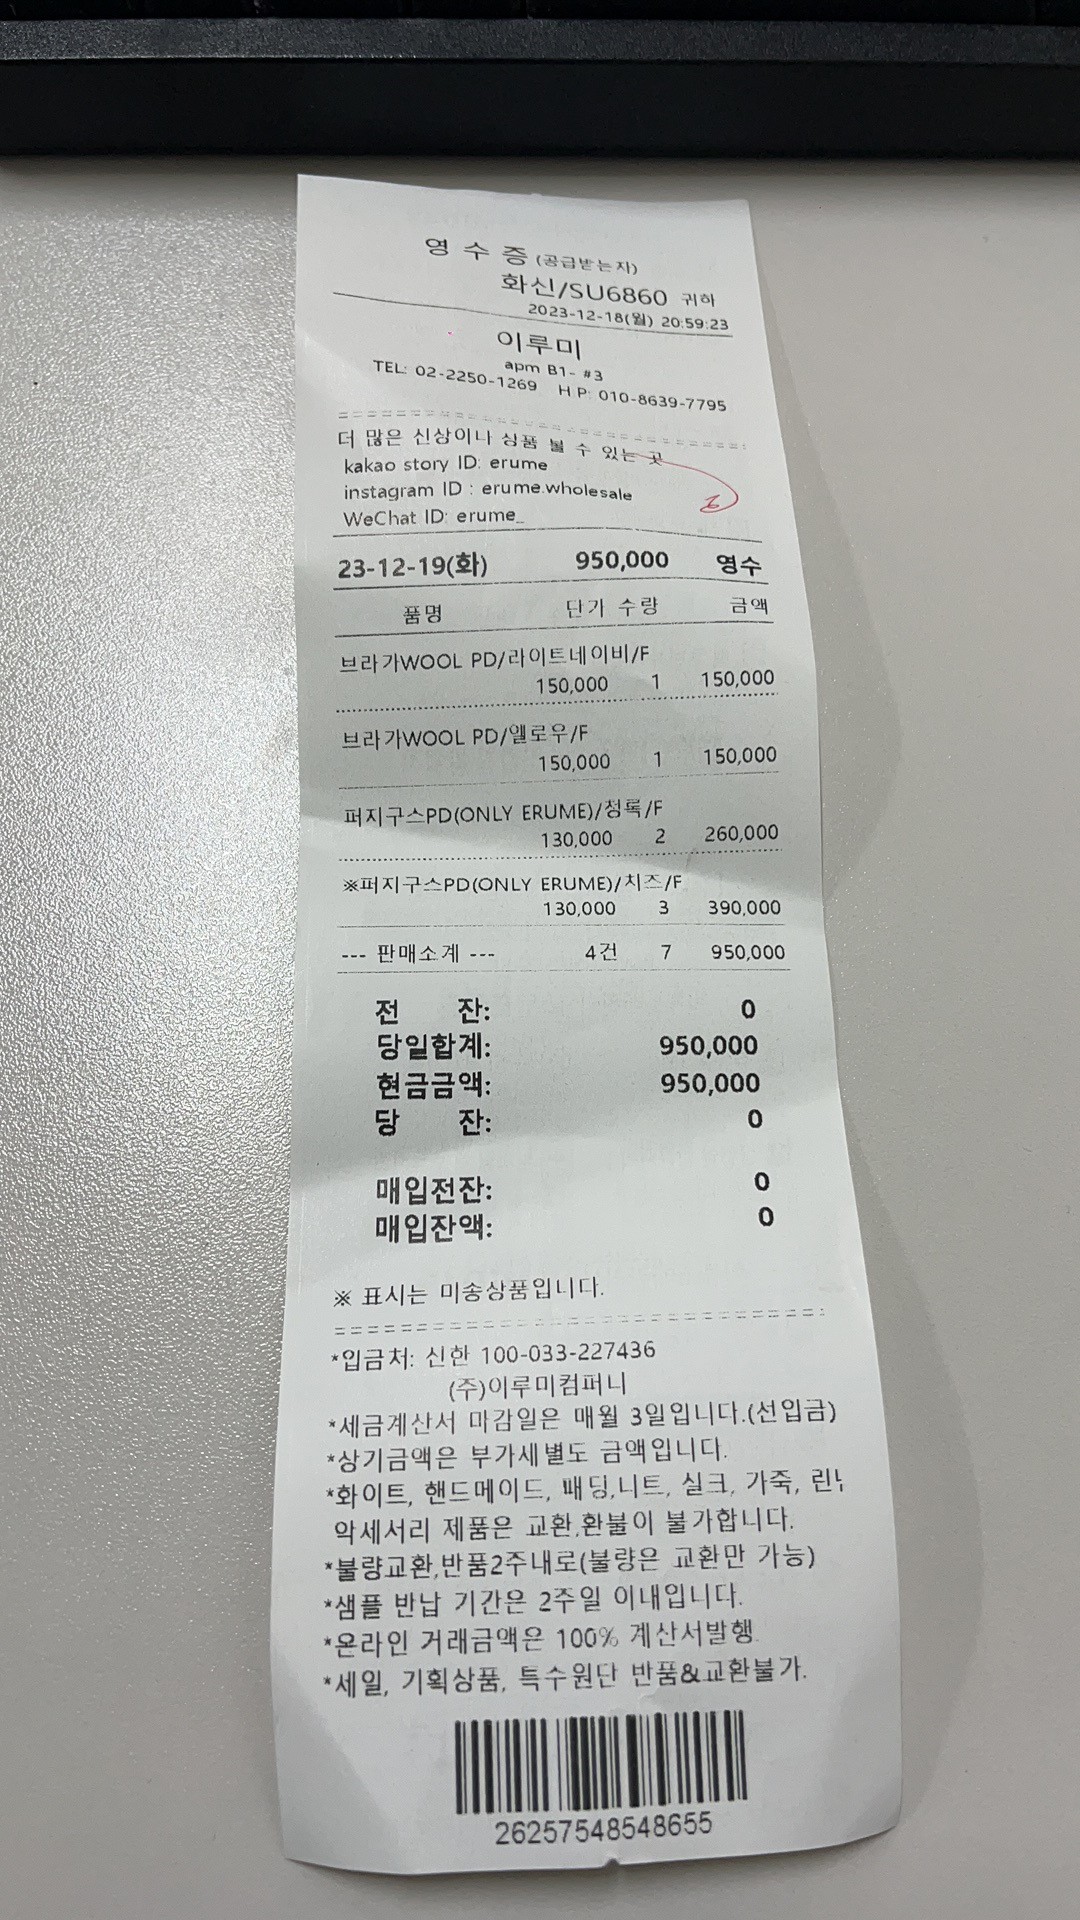 영 수 증 (공급받는자)
화신/SU6860 귀하
2023-12-18(월) 20:59:23
이루미
apm B1- #3
TEL: 02-2250-1269 H P: 010-8639-7795
더 많은 신상이나 상품 볼 수 있는 곳
kakao story ID: erume
instagram ID : erume.wholesale
WeChat ID: erume_
23-12-19(화) 950,000 영수
품명 단가 수량 금액
브라가WOOL PD/라이트네이비/F
150,000 1 150,000
브라가WOOL PD/옐로우/F
150,000 1 150,000
퍼지구스PD(ONLY ERUME)/청록/F
130,000 2 260,000
※퍼지구스PD(ONLY ERUME)/치즈/F
130,000 3 390,000
--- 판매소계 --- 4건 7 950,000
전 잔: 0
당일합계: 950,000
현금금액: 950,000
당 잔: 0
매입전잔: 0
매입잔액: 0
※ 표시는 미송상품입니다.
*입금처: 신한 100-033-227436
(주)이루미컴퍼니
*세금계산서 마감일은 매월 3일입니다.(선입금)
*상기금액은 부가세별도 금액입니다.
*화이트, 핸드메이드, 패딩,니트, 실크, 가죽, 린
악세서리 제품은 교환,환불이 불가합니다.
*불량교환,반품2주내로(불량은 교환만 가능)
*샘플 반납 기간은 2주일 이내입니다.
*온라인 거래금액은 100% 계산서발행.
*세일, 기획상품, 특수원단 반품&교환불가.
26257548548655